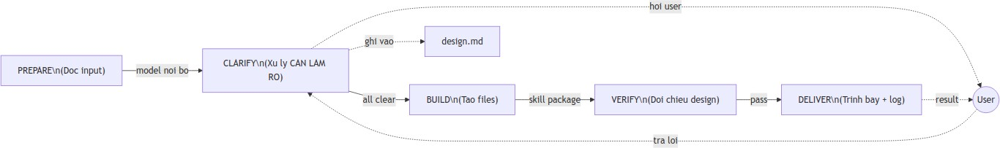 hoi user
ghi vao
design.md
PREPARE\n(Doc input)
model noi bo
CLARIFY\n(Xu ly CAN LAM
RO)
all clear
BUILD\n(Tao files)
skill package
VERIFY\n(Doi chieu design)
pass
DELIVER\n(Trinh bay + log)
result
User
tra loi